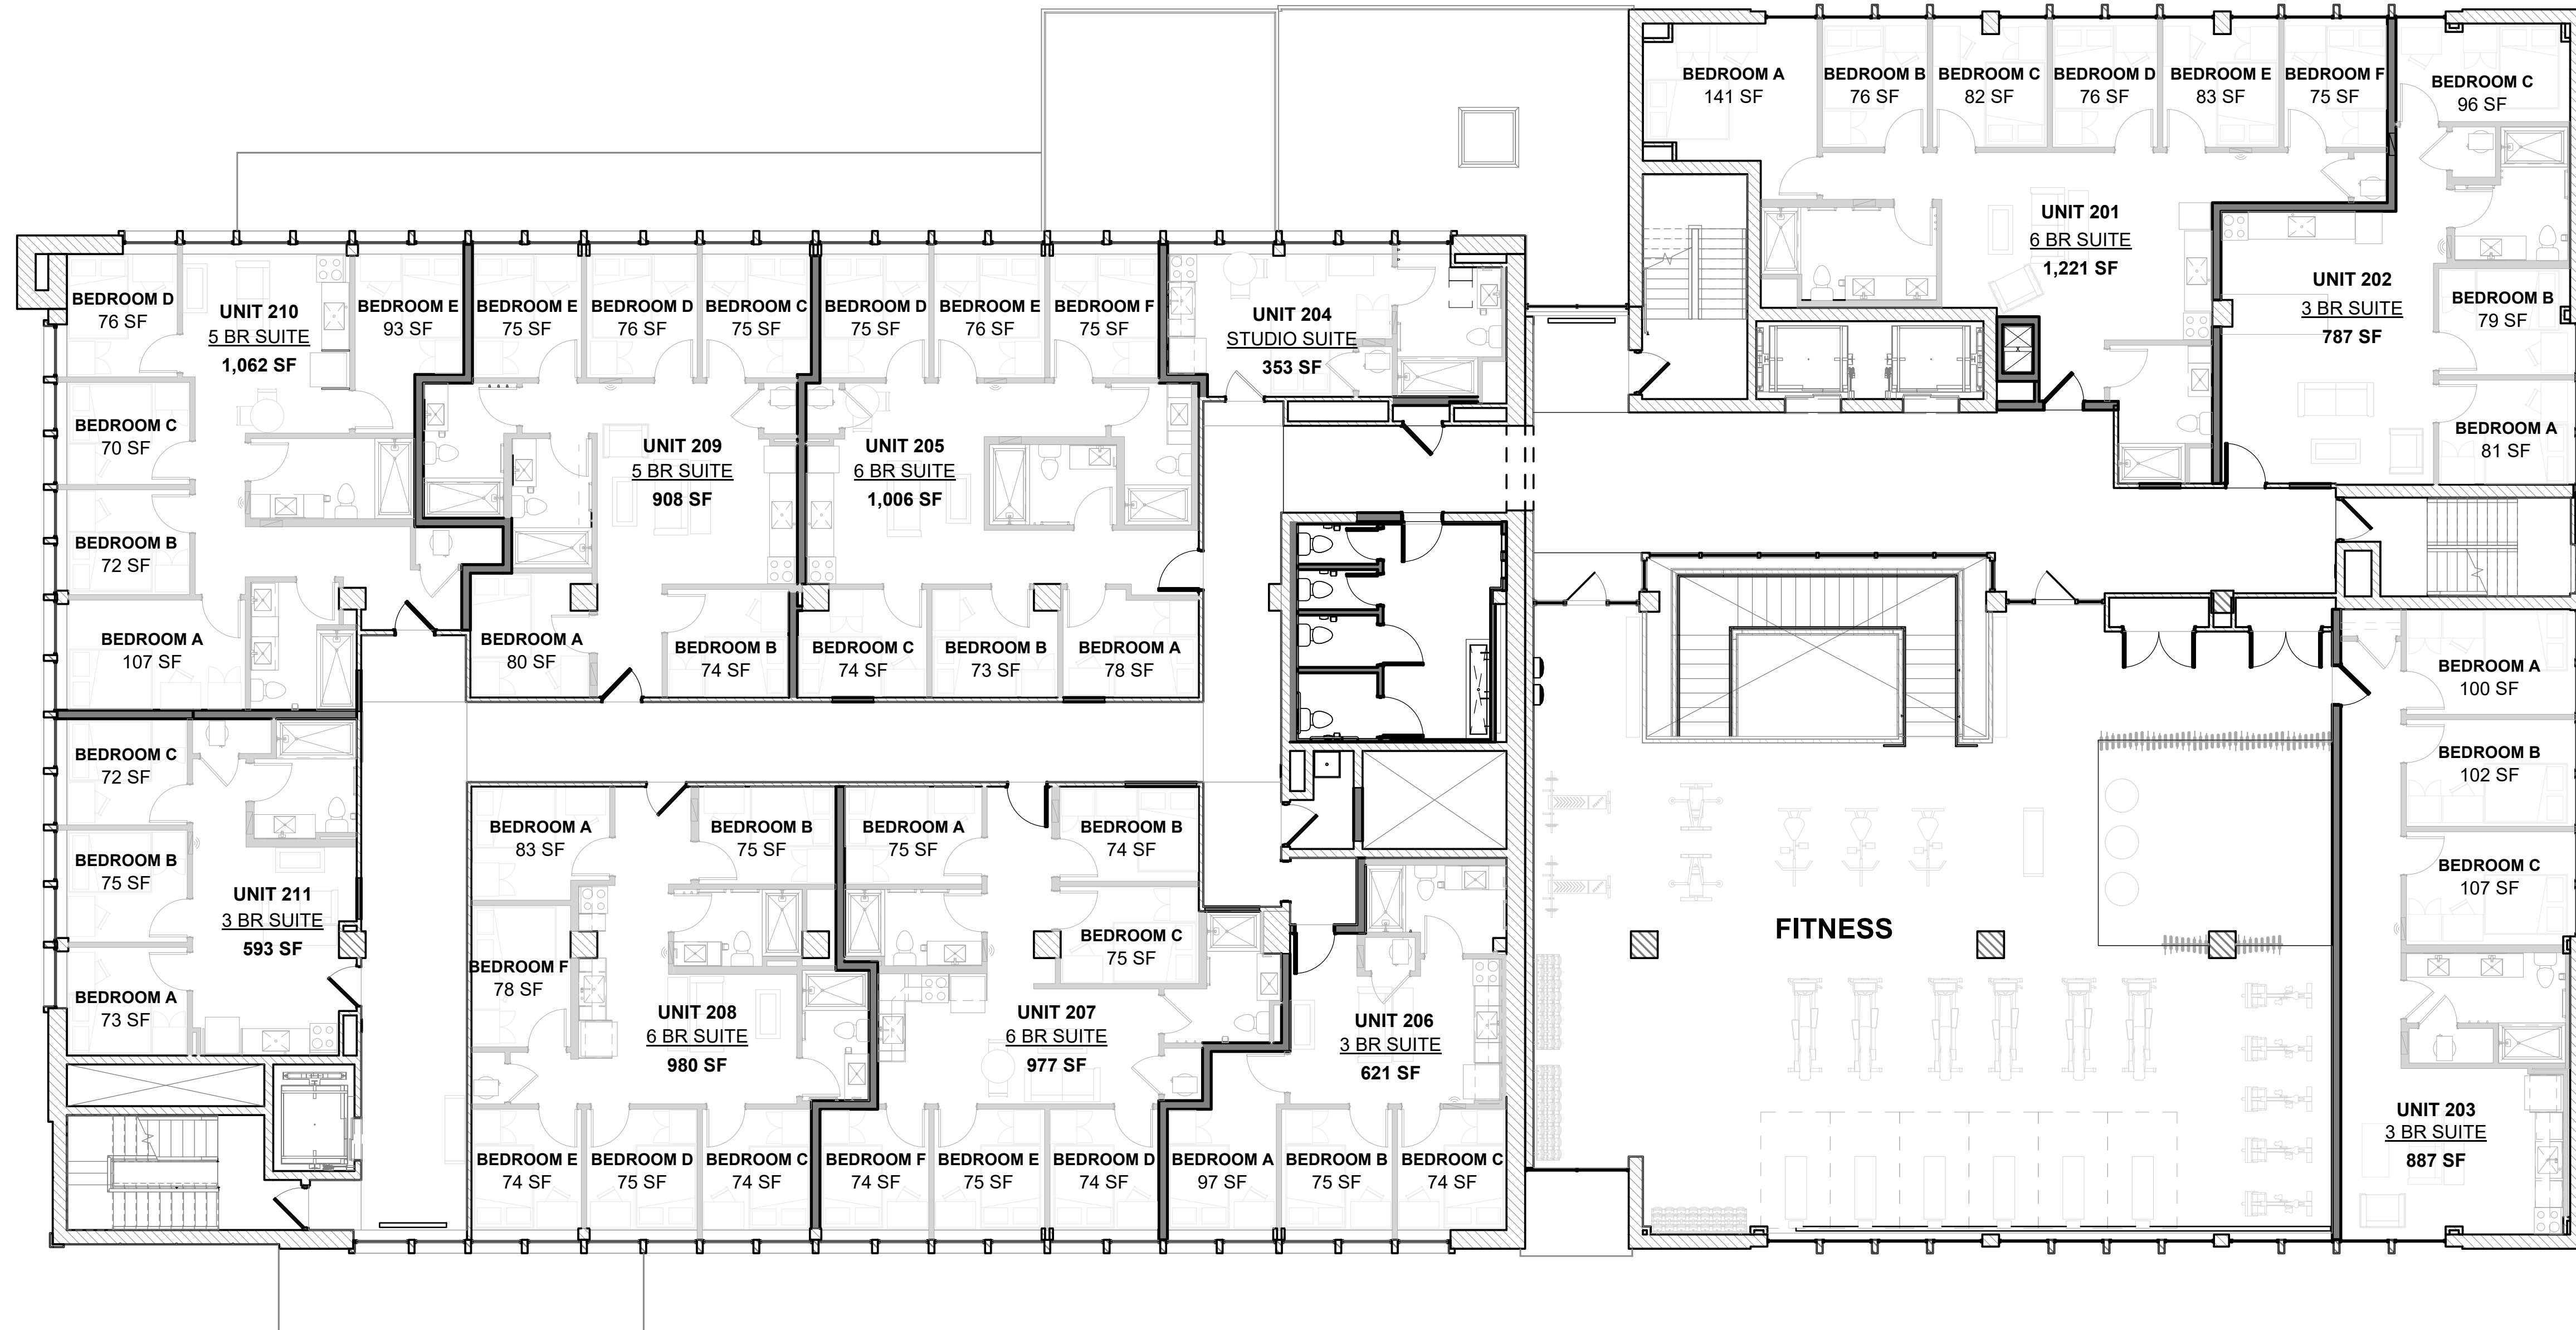 BEDROOM A
141 SF
BEDROOM B
76 SF
BEDROOM C
82 SF
BEDROOM D
76 SF
BEDROOM E
83 SF
BEDROOM F
75 SF
UNIT 201
6 BR SUITE
1,221 SF
BEDROOM C
96 SF
UNIT 202
3 BR SUITE
787 SF
BEDROOM B
79 SF
BEDROOM A
81 SF
BEDROOM D
76 SF
UNIT 210
5 BR SUITE
1,062 SF
BEDROOM E
93 SF
BEDROOM C
70 SF
BEDROOM B
72 SF
BEDROOM A
107 SF
BEDROOM E
75 SF
BEDROOM D
76 SF
BEDROOM C
75 SF
UNIT 209
5 BR SUITE
908 SF
BEDROOM A
80 SF
BEDROOM B
74 SF
BEDROOM D
75 SF
BEDROOM E
76 SF
BEDROOM F
75 SF
UNIT 205
6 BR SUITE
1,006 SF
BEDROOM C
74 SF
BEDROOM B
73 SF
BEDROOM A
78 SF
UNIT 204
STUDIO SUITE
353 SF
BEDROOM C
72 SF
BEDROOM B
75 SF
UNIT 211
3 BR SUITE
593 SF
BEDROOM A
73 SF
BEDROOM A
83 SF
BEDROOM B
75 SF
BEDROOM F
78 SF
UNIT 208
6 BR SUITE
980 SF
BEDROOM E
74 SF
BEDROOM D
75 SF
BEDROOM C
74 SF
BEDROOM A
75 SF
BEDROOM B
74 SF
BEDROOM C
75 SF
UNIT 207
6 BR SUITE
977 SF
BEDROOM F
74 SF
BEDROOM E
75 SF
BEDROOM D
74 SF
UNIT 206
3 BR SUITE
621 SF
BEDROOM A
97 SF
BEDROOM B
75 SF
BEDROOM C
74 SF
FITNESS
BEDROOM A
100 SF
BEDROOM B
102 SF
BEDROOM C
107 SF
UNIT 203
3 BR SUITE
887 SF